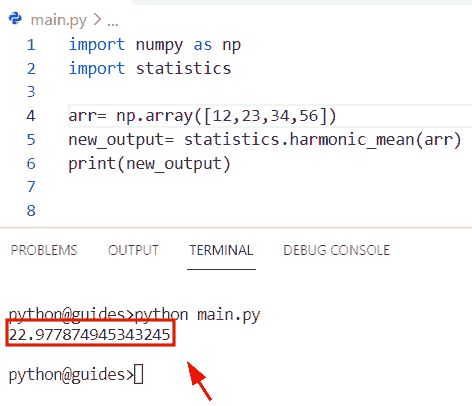 main.py > ...
1 import numpy as np
2 import statistics
3
4 arr= np.array([12,23,34,56])
5 new_output= statistics.harmonic_mean(arr)
6 print(new_output)
7
8
PROBLEMS OUTPUT TERMINAL DEBUG CONSOLE
python@guides>python main.py
22.977874945343245
python@guides>